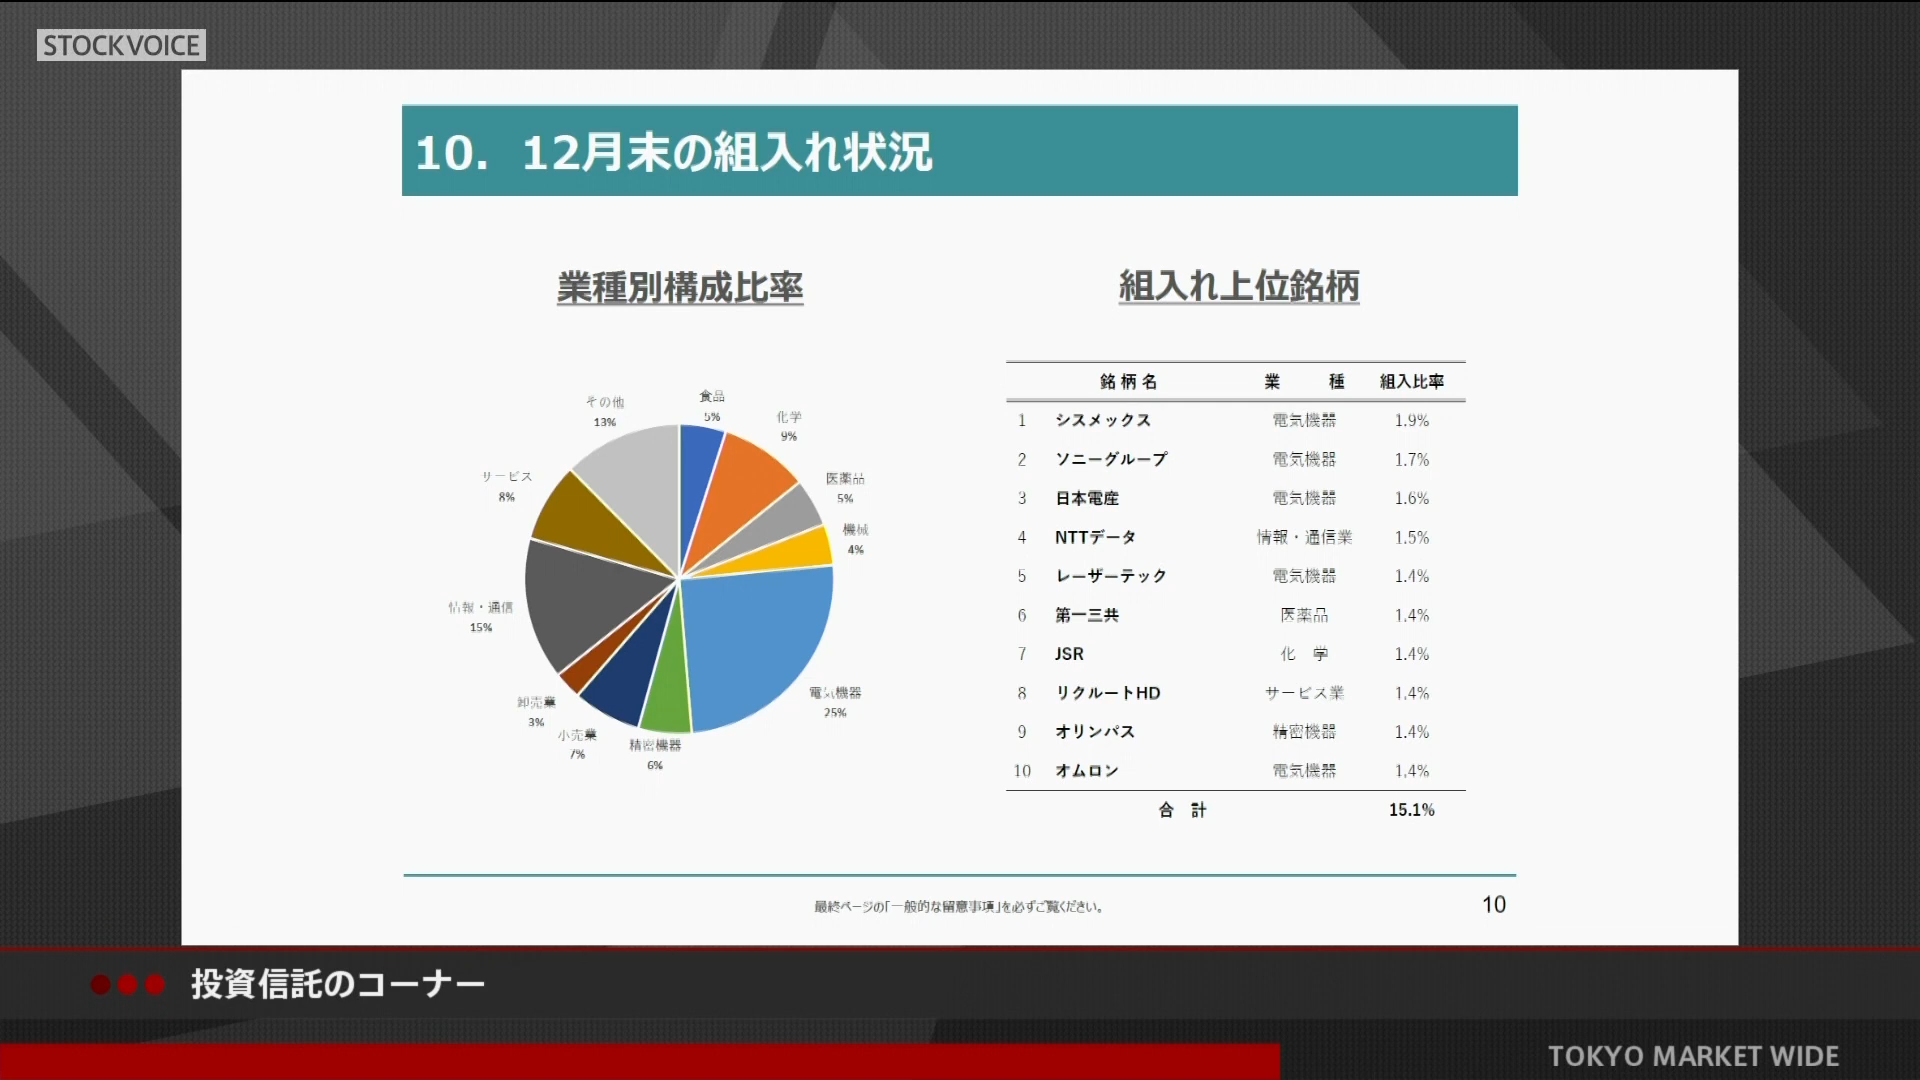 STOCKVOICE
10. 12月末の組入れ状況
業種別構成比率
その他
13%
食品
5%
化学
9%
医薬品
5%
機械
4%
電気機器
25%
精密機器
6%
小売業
7%
卸売業
3%
情報・通信
15%
サービス
8%
組入れ上位銘柄
銘柄名 業 種 組入比率
1 シスメックス 電気機器 1.9%
2 ソニーグループ 電気機器 1.7%
3 日本電産 電気機器 1.6%
4 NTTデータ 情報・通信業 1.5%
5 レーザーテック 電気機器 1.4%
6 第一三共 医薬品 1.4%
7 JSR 化 学 1.4%
8 リクルートHD サービス業 1.4%
9 オリンパス 精密機器 1.4%
10 オムロン 電気機器 1.4%
合 計 15.1%
最終ページの「一般的な留意事項」を必ずご覧ください。
10
投資信託のコーナー
TOKYO MARKET WIDE